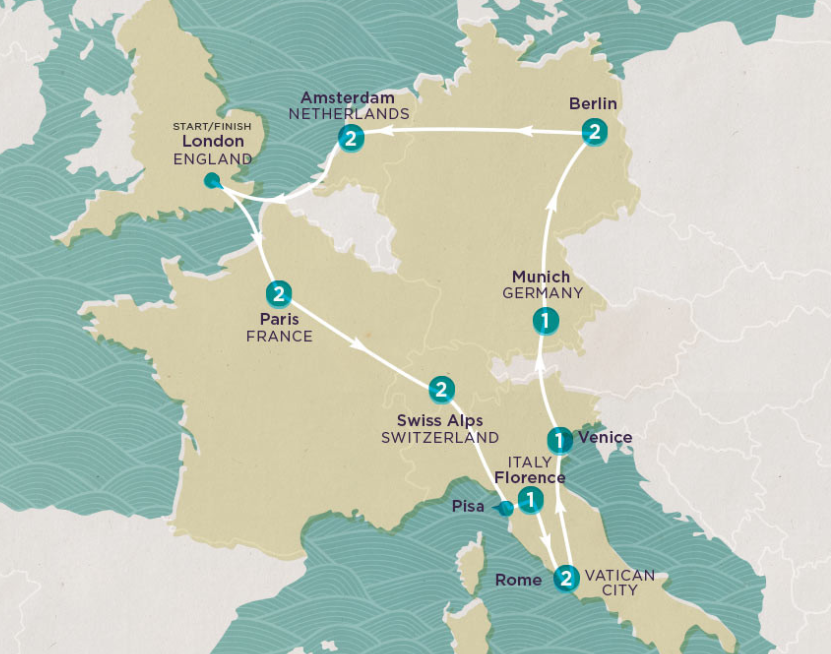 Amsterdam
NETHERLANDS
2
Berlin
2
START/FINISH
London
ENGLAND
Munich
GERMANY
1
2
Paris
FRANCE
2
Swiss Alps
SWITZERLAND
1
Venice
ITALY
Florence
1
Pisa
Rome
2
VATICAN
CITY